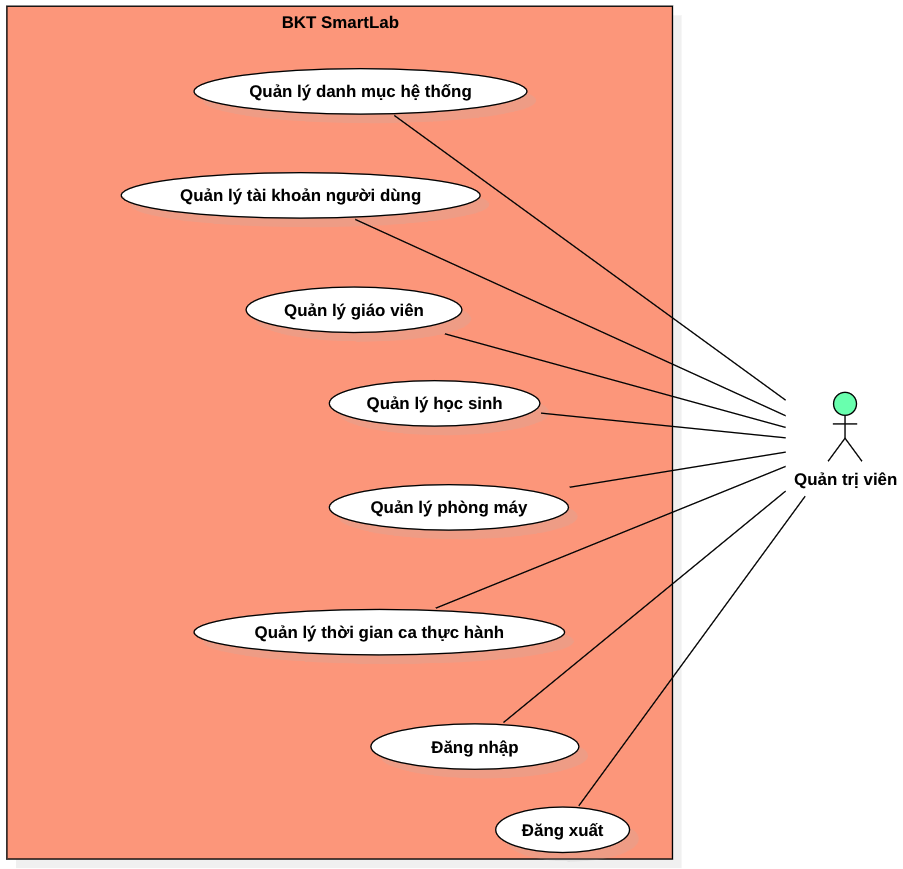 BKT SmartLab
Quản lý danh mục hệ thống
Quản lý tài khoản người dùng
Quản lý giáo viên
Quản lý học sinh
Quản trị viên
Quản lý phòng máy
Quản lý thời gian ca thực hành
Đăng nhập
Đăng xuất